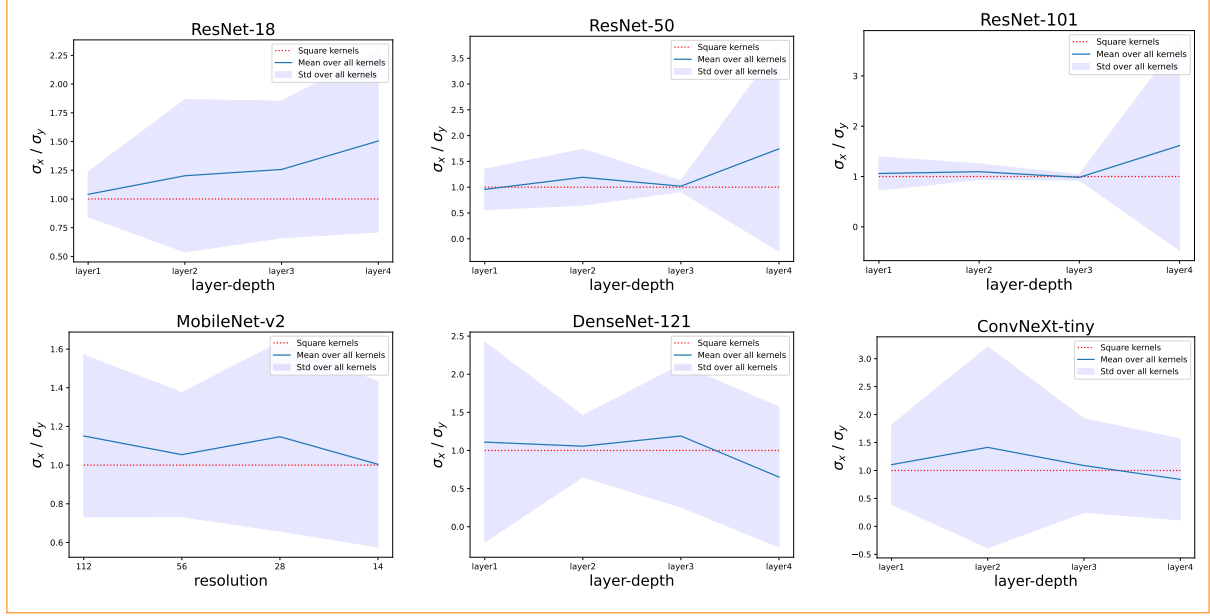 ResNet-18
Square kernels
Mean over all kernels
Std over all kernels
2.25
2.00
1.75
1.50
1.25
1.00
0.75
0.50
σx / σy
layer1 layer2 layer3 layer4
layer-depth
ResNet-50
Square kernels
Mean over all kernels
Std over all kernels
3.5
3.0
2.5
2.0
1.5
1.0
0.5
0.0
σx / σy
layer1 layer2 layer3 layer4
layer-depth
ResNet-101
Square kernels
Mean over all kernels
Std over all kernels
3
2
1
0
σx / σy
layer1 layer2 layer3 layer4
layer-depth
MobileNet-v2
Square kernels
Mean over all kernels
Std over all kernels
1.6
1.4
1.2
1.0
0.8
0.6
σx / σy
112 56 28 14
resolution
DenseNet-121
Square kernels
Mean over all kernels
Std over all kernels
2.5
2.0
1.5
1.0
0.5
0.0
σx / σy
layer1 layer2 layer3 layer4
layer-depth
ConvNeXt-tiny
Square kernels
Mean over all kernels
Std over all kernels
3.0
2.5
2.0
1.5
1.0
0.5
0.0
−0.5
σx / σy
layer1 layer2 layer3 layer4
layer-depth